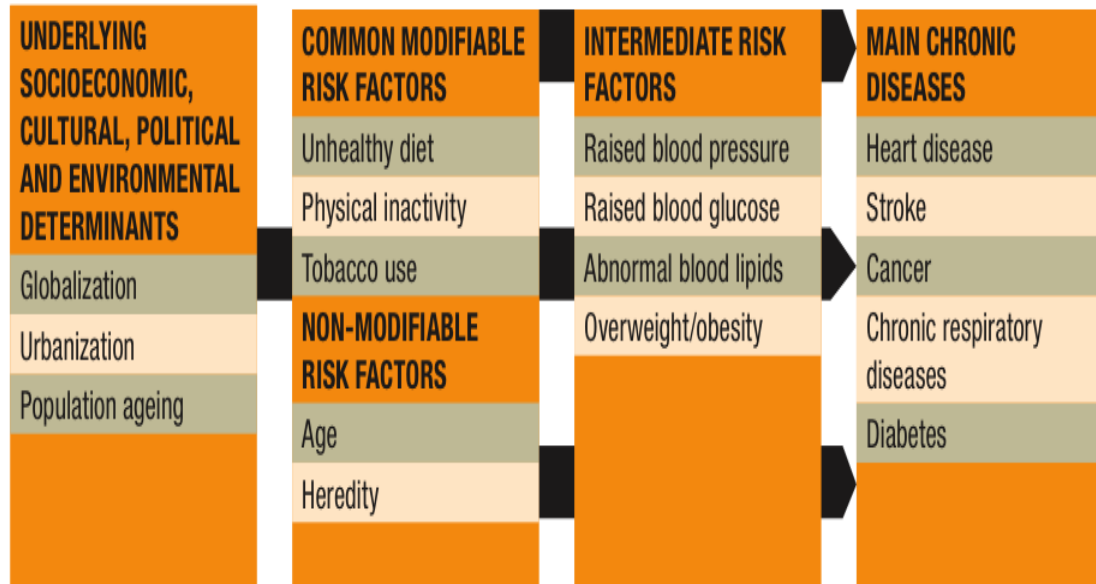 UNDERLYING
SOCIOECONOMIC,
CULTURAL, POLITICAL
AND ENVIRONMENTAL
DETERMINANTS
Globalization
Urbanization
Population ageing
COMMON MODIFIABLE
RISK FACTORS
Unhealthy diet
Physical inactivity
Tobacco use
NON-MODIFIABLE
RISK FACTORS
Age
Heredity
INTERMEDIATE RISK
FACTORS
Raised blood pressure
Raised blood glucose
Abnormal blood lipids
Overweight/obesity
MAIN CHRONIC
DISEASES
Heart disease
Stroke
Cancer
Chronic respiratory
diseases
Diabetes